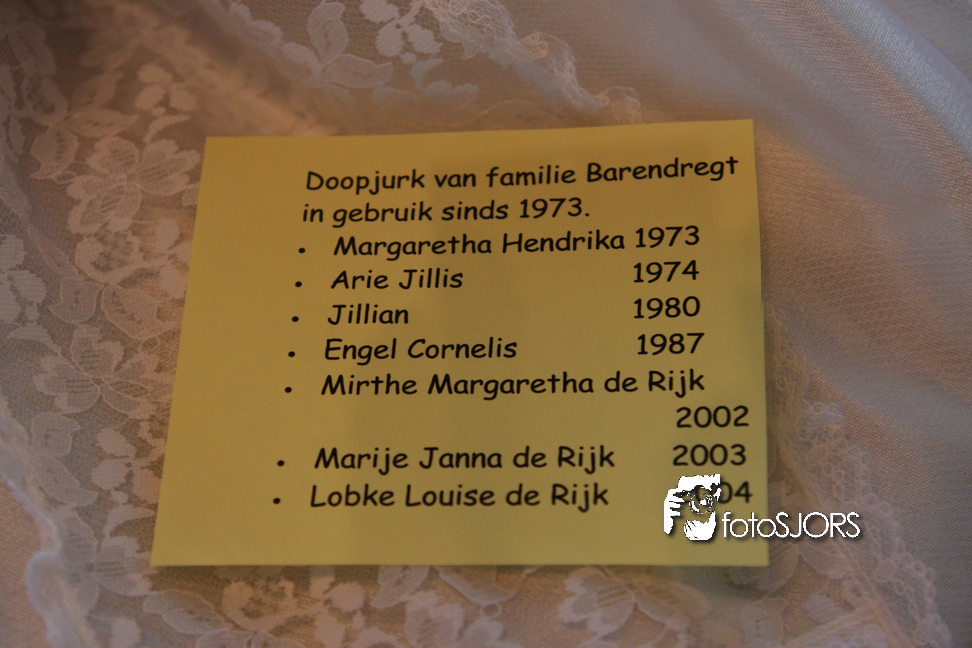 Doopjurk van familie Barendregt
in gebruik sinds 1973.
• Margaretha Hendrika 1973
• Arie Jillis 1974
• Jillian 1980
• Engel Cornelis 1987
• Mirthe Margaretha de Rijk
2002
• Marije Janna de Rijk 2003
• Lobke Louise de Rijk
fotoSJORS